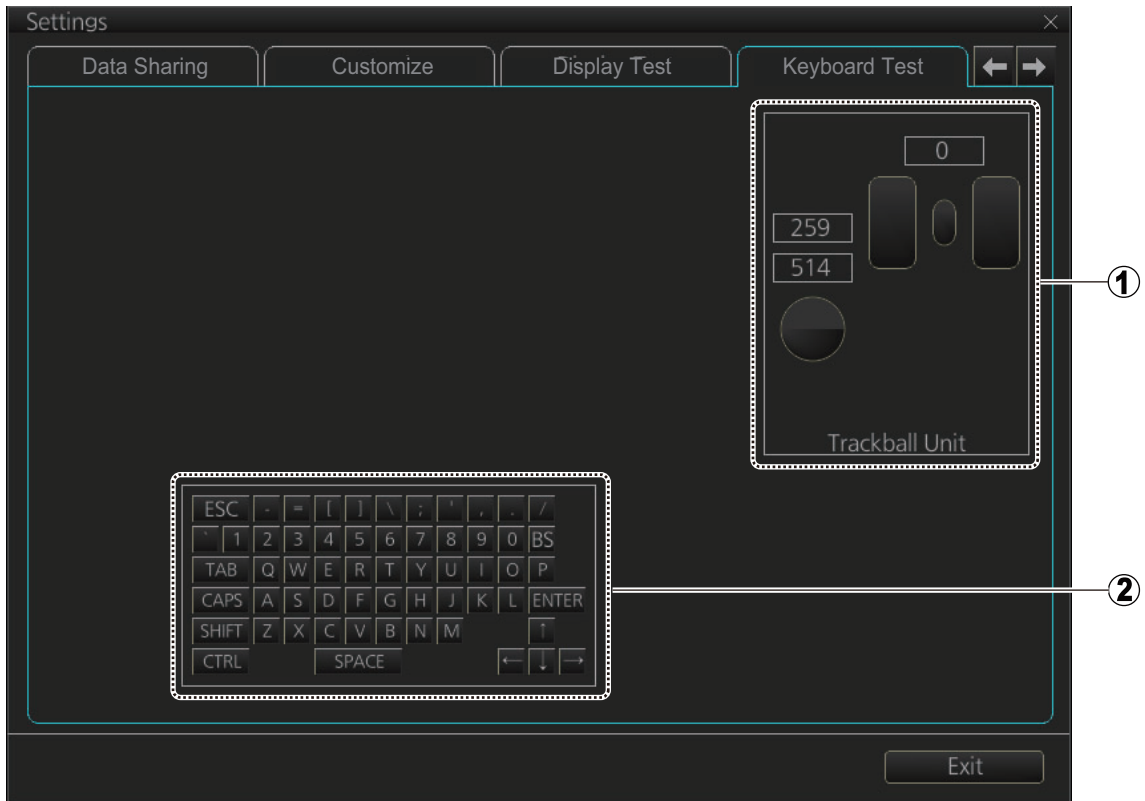 Settings ×
Data Sharing Customize Display Test Keyboard Test ← →
0
259
514
1
Trackball Unit
ESC - = [ ] \ ; ' , . /
` 1 2 3 4 5 6 7 8 9 0 BS
TAB Q W E R T Y U I O P
CAPS A S D F G H J K L ENTER
2
SHIFT Z X C V B N M ↑
CTRL SPACE ← ↓ →
Exit